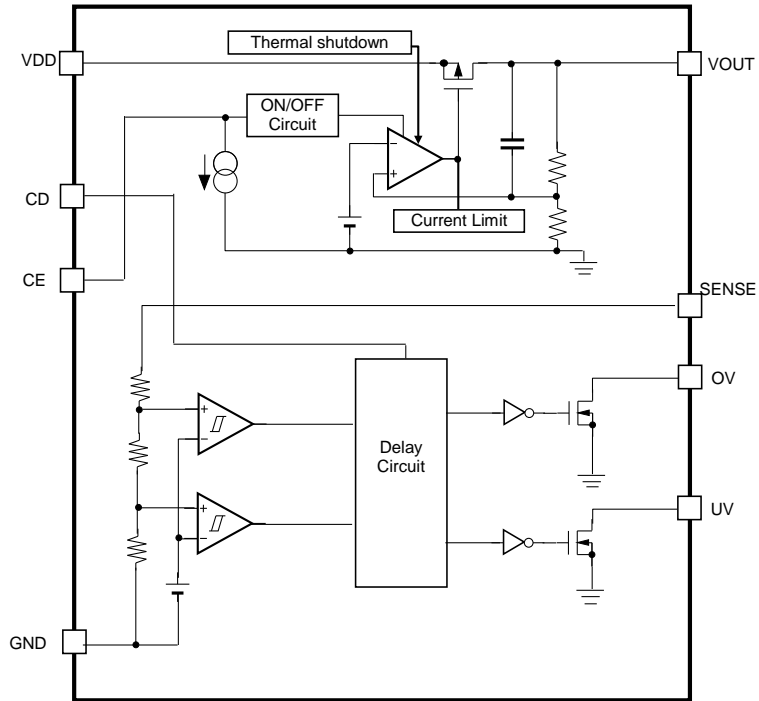 Thermal shutdown
VDD
VOUT
ON/OFF
Circuit
−
+
CD
Current Limit
CE
SENSE
OV
+
−
Delay
Circuit
+
−
UV
GND